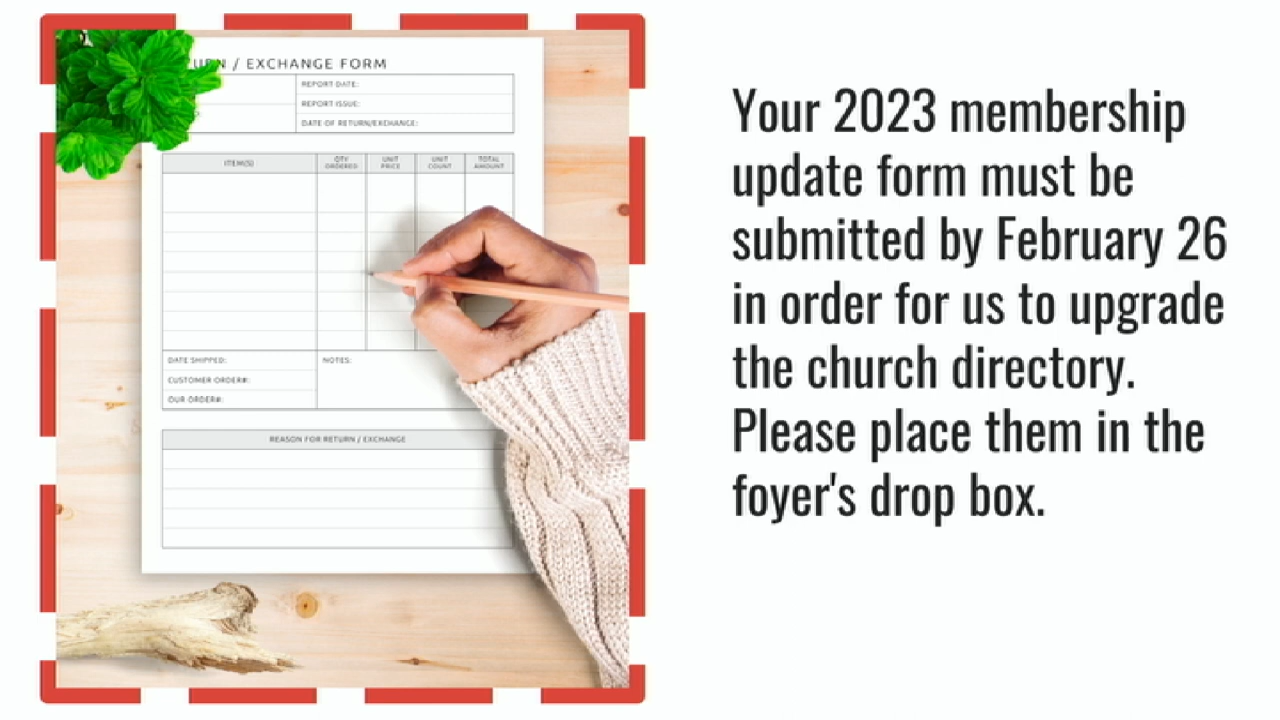 / EXCHANGE FORM
REPORT DATE:
REPORT ISSUE:
DATE OF RETURN/EXCHANGE:
ITEM(S)
QTY ORDERED
UNIT PRICE
UNIT COUNT
TOTAL AMOUNT
DATE SHIPPED:
NOTES:
CUSTOMER ORDER#:
OUR ORDER#:
REASON FOR RETURN / EXCHANGE
Your 2023 membership
update form must be
submitted by February 26
in order for us to upgrade
the church directory.
Please place them in the
foyer's drop box.